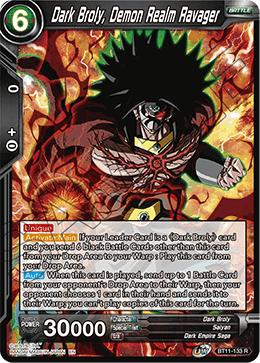 6
Dark Broly, Demon Realm Ravager
BATTLE
0 +
0
Unique
Activate Main If your Leader Card is a {Dark Broly} card
and you send 6 black Battle Cards other than this card
from your Drop Area to your Warp: Play this card from
your Drop Area.
Auto When this card is played, send up to 1 Battle Card
from your opponent's Drop Area to their Warp, then your
opponent chooses 1 card in their hand and sends it to
their Warp; you can't play copies of this card for the turn.
POWER
30000
Character
Dark Broly
Special Trait
Saiyan
Era
Dark Empire Saga
BT11-133 R